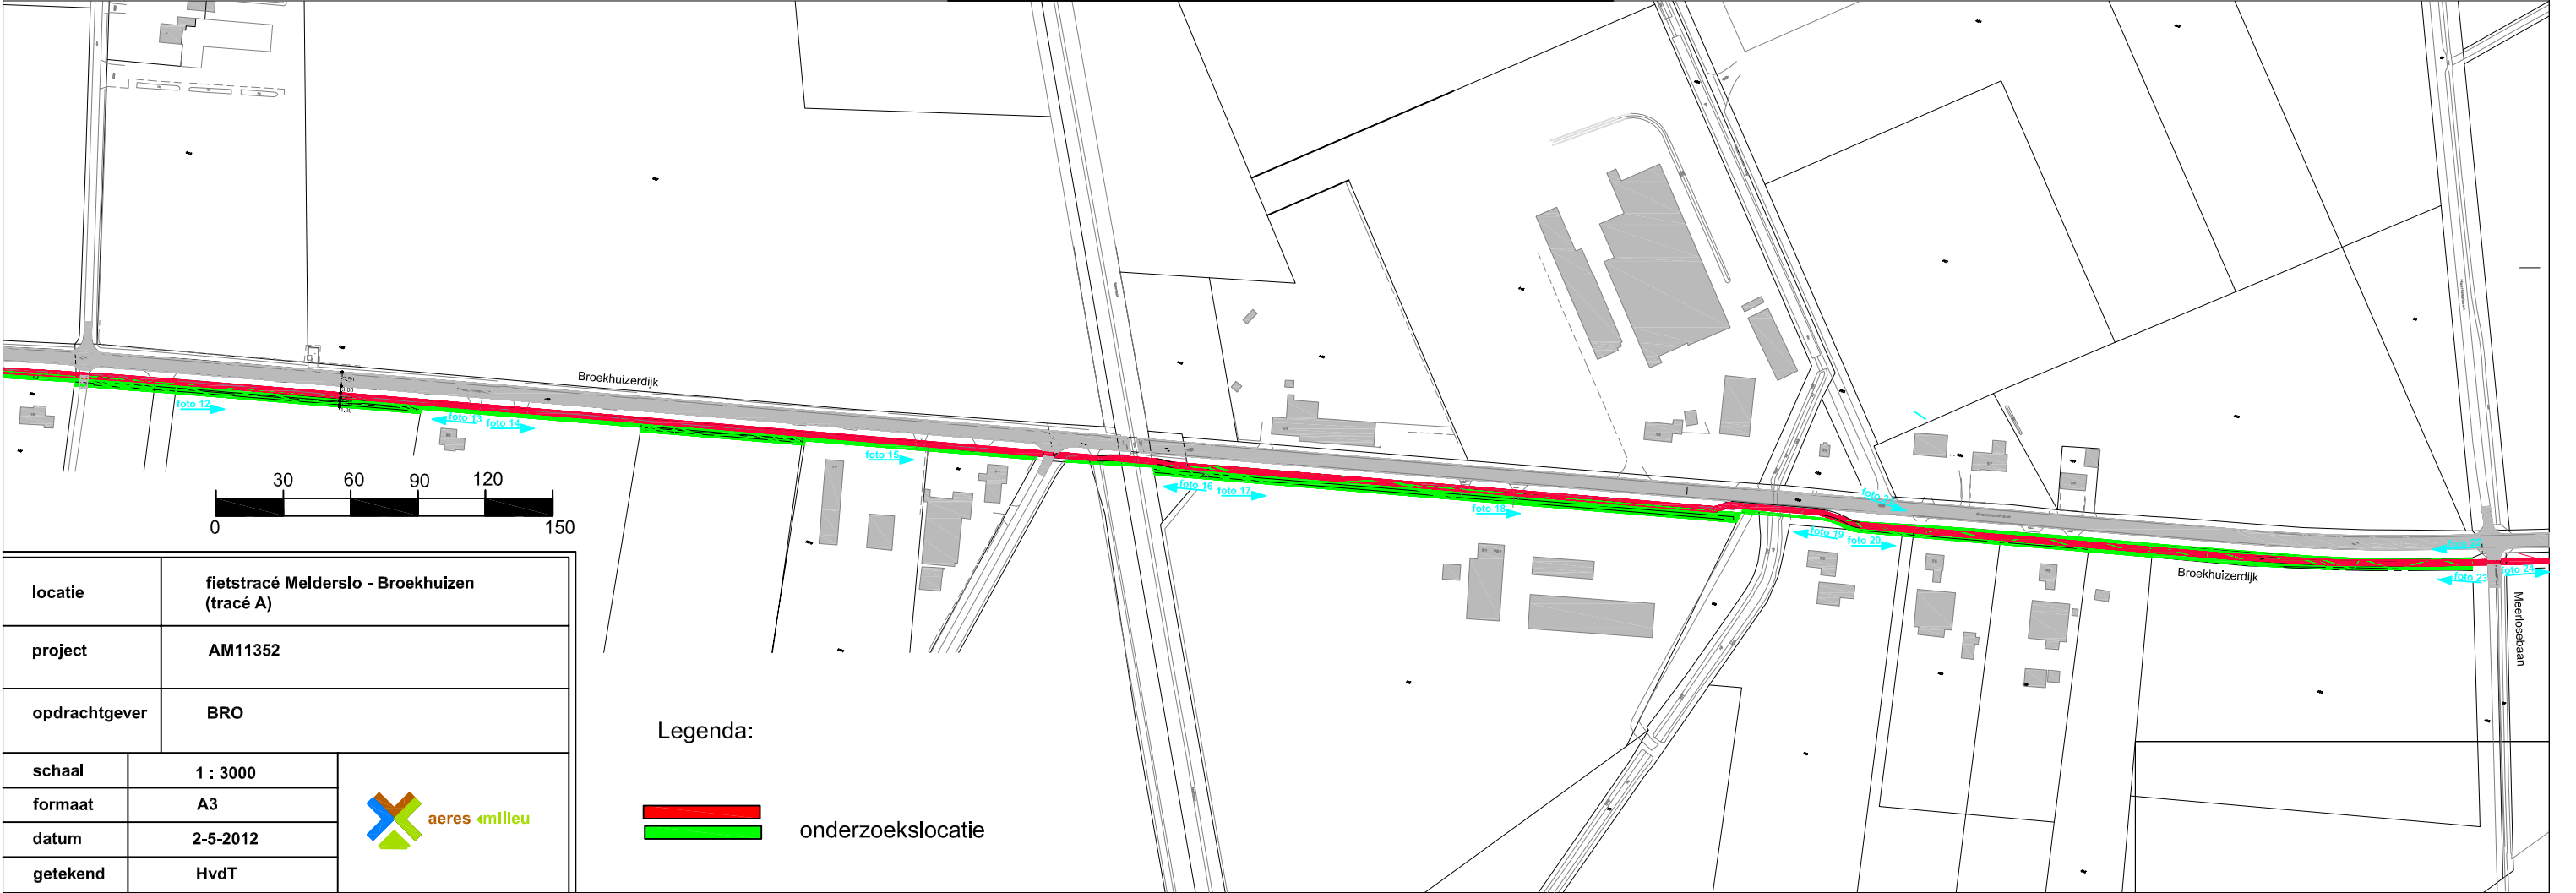 Broekhuizerdijk
foto 12
foto 13
foto 14
foto 15
foto 16
foto 17
foto 18
foto 19
foto 20
foto 23
foto 24
Broekhuizerdijk
Meerlosebaan
30 60 90 120
0 150
locatie fietstracé Melderslo - Broekhuizen
(tracé A)
project AM11352
opdrachtgever BRO
schaal 1 : 3000
formaat A3
datum 2-5-2012
getekend HvdT
aeres milieu
Legenda:
onderzoekslocatie